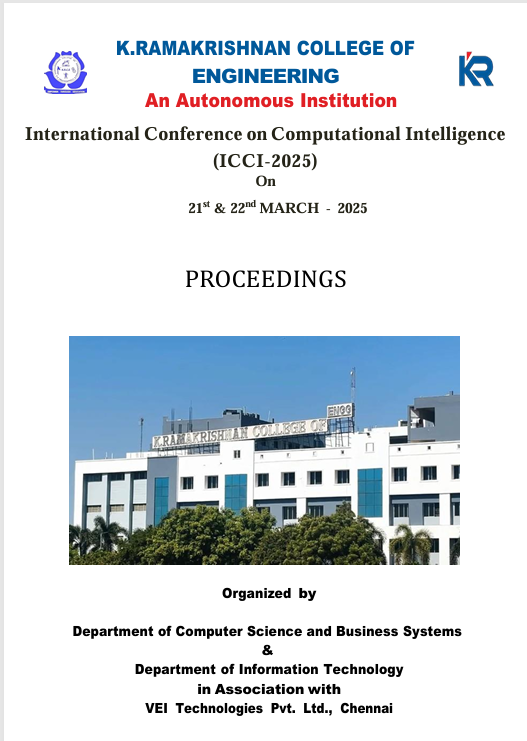 K.RAMAKRISHNAN COLLEGE OF
ENGINEERING
An Autonomous Institution
KR
International Conference on Computational Intelligence
(ICCI-2025)
On
21st & 22nd MARCH - 2025
PROCEEDINGS
K.RAMAKRISHNAN COLLEGE OF ENGG
Organized by
Department of Computer Science and Business Systems
&
Department of Information Technology
in Association with
VEI Technologies Pvt. Ltd., Chennai